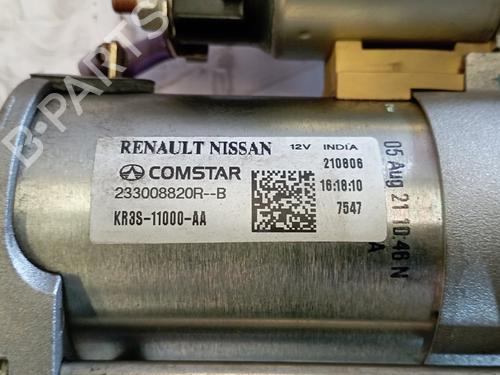 RENAULT NISSAN 12V INDIA
210806
COMSTAR
16:18:10
233008820R--B
7547
KR3S-11000-AA
05 Aug 21 10:46 N
A
B-PARTS